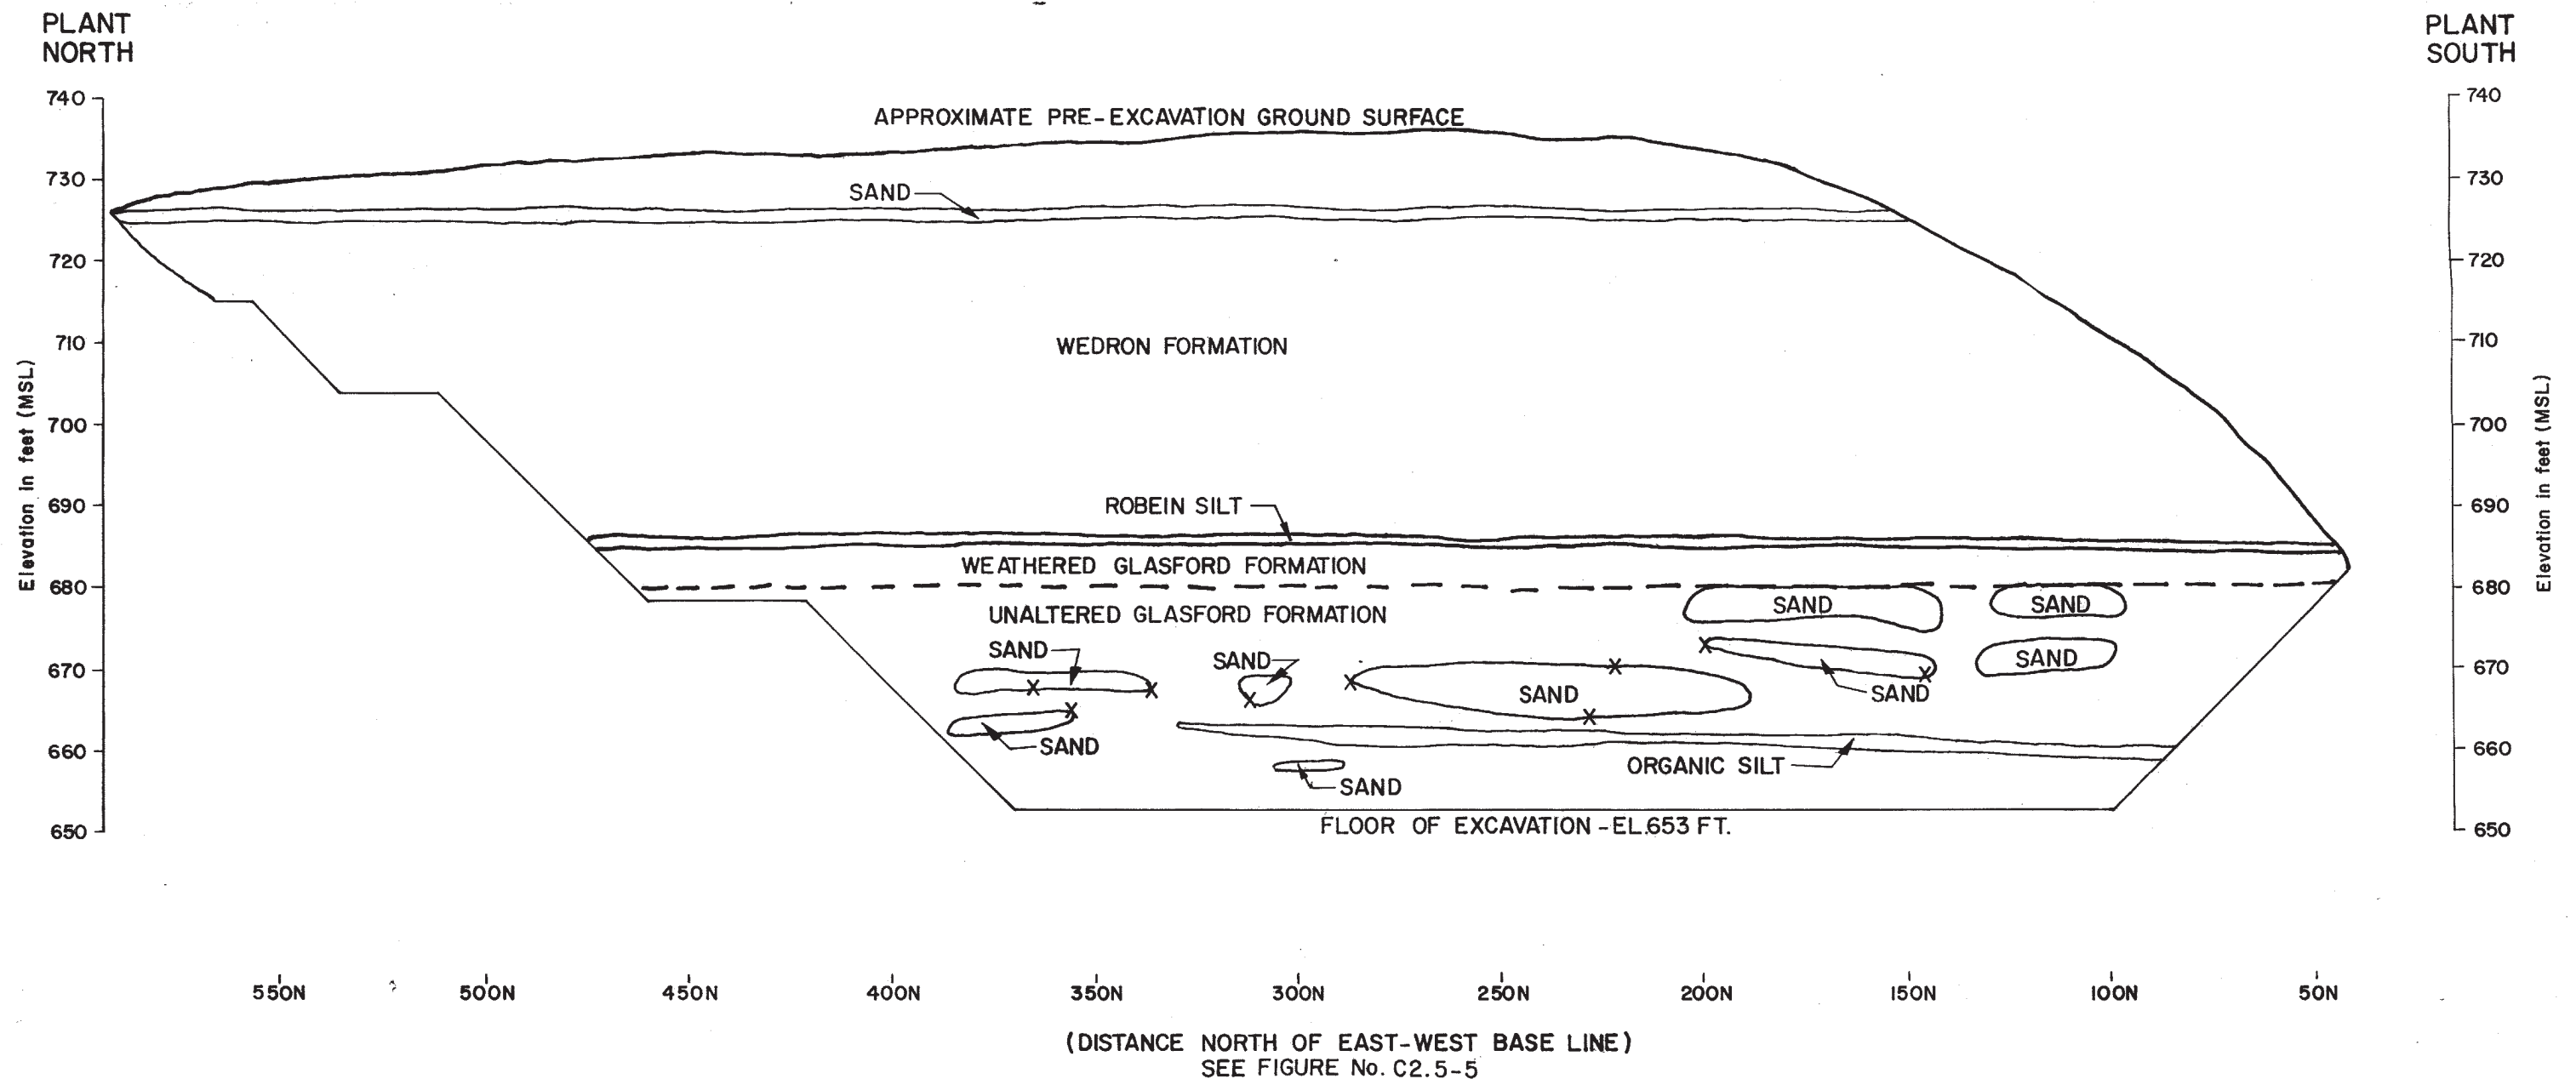 PLANT
NORTH
PLANT
SOUTH
740
730
720
710
700
690
680
670
660
650
Elevation in feet (MSL)
APPROXIMATE PRE-EXCAVATION GROUND SURFACE
SAND
WEDRON FORMATION
ROBEIN SILT
WEATHERED GLASFORD FORMATION
UNALTERED GLASFORD FORMATION
SAND
SAND
SAND
SAND
SAND
SAND
SAND
SAND
SAND
ORGANIC SILT
SAND
FLOOR OF EXCAVATION-EL.653 FT.
740
730
720
710
700
690
680
670
660
650
Elevation in feet (MSL)
550N 500N 450N 400N 350N 300N 250N 200N 150N 100N 50N
(DISTANCE NORTH OF EAST-WEST BASE LINE)
SEE FIGURE No. C2.5-5